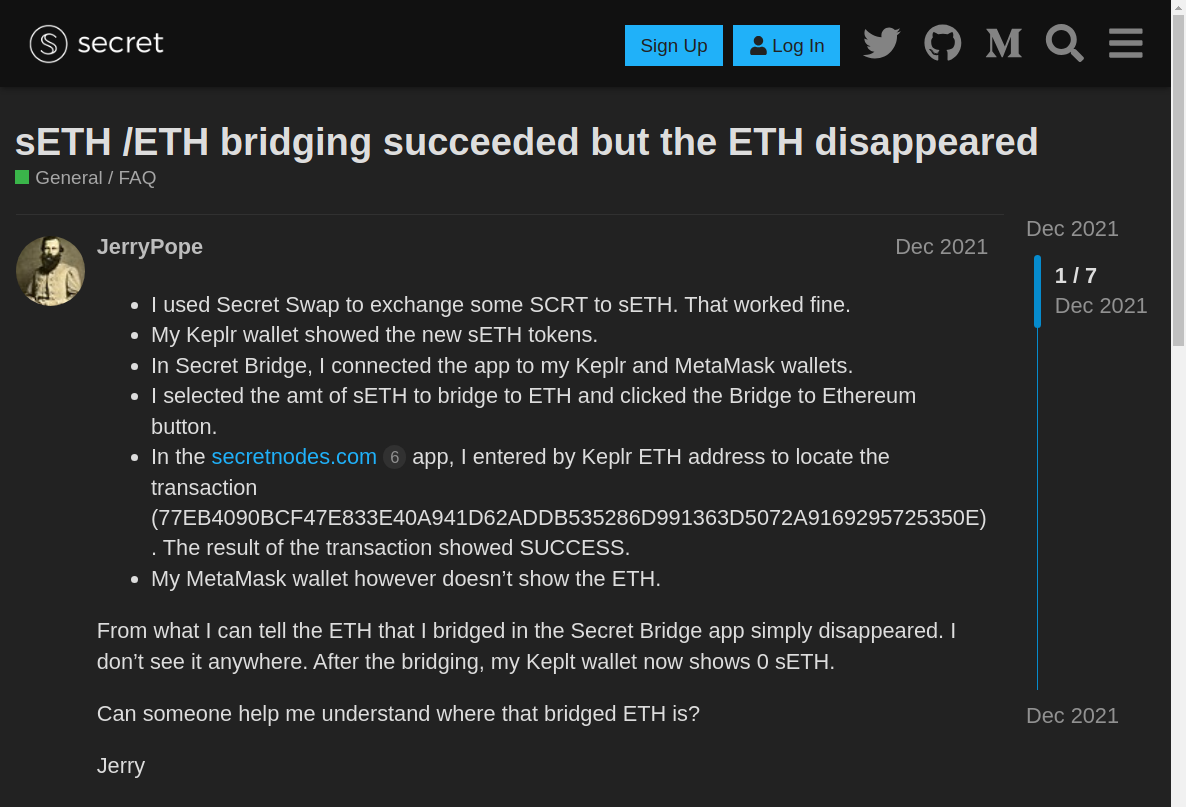 secret
Sign Up
Log In
sETH /ETH bridging succeeded but the ETH disappeared
General / FAQ
JerryPope
Dec 2021
I used Secret Swap to exchange some SCRT to sETH. That worked fine.
My Keplr wallet showed the new sETH tokens.
In Secret Bridge, I connected the app to my Keplr and MetaMask wallets.
I selected the amt of sETH to bridge to ETH and clicked the Bridge to Ethereum
button.
In the secretnodes.com 6 app, I entered by Keplr ETH address to locate the
transaction
(77EB4090BCF47E833E40A941D62ADDB535286D991363D5072A9169295725350E)
. The result of the transaction showed SUCCESS.
My MetaMask wallet however doesn’t show the ETH.
From what I can tell the ETH that I bridged in the Secret Bridge app simply disappeared. I
don’t see it anywhere. After the bridging, my Keplt wallet now shows 0 sETH.
Can someone help me understand where that bridged ETH is?
Jerry
Dec 2021
1 / 7
Dec 2021
Dec 2021